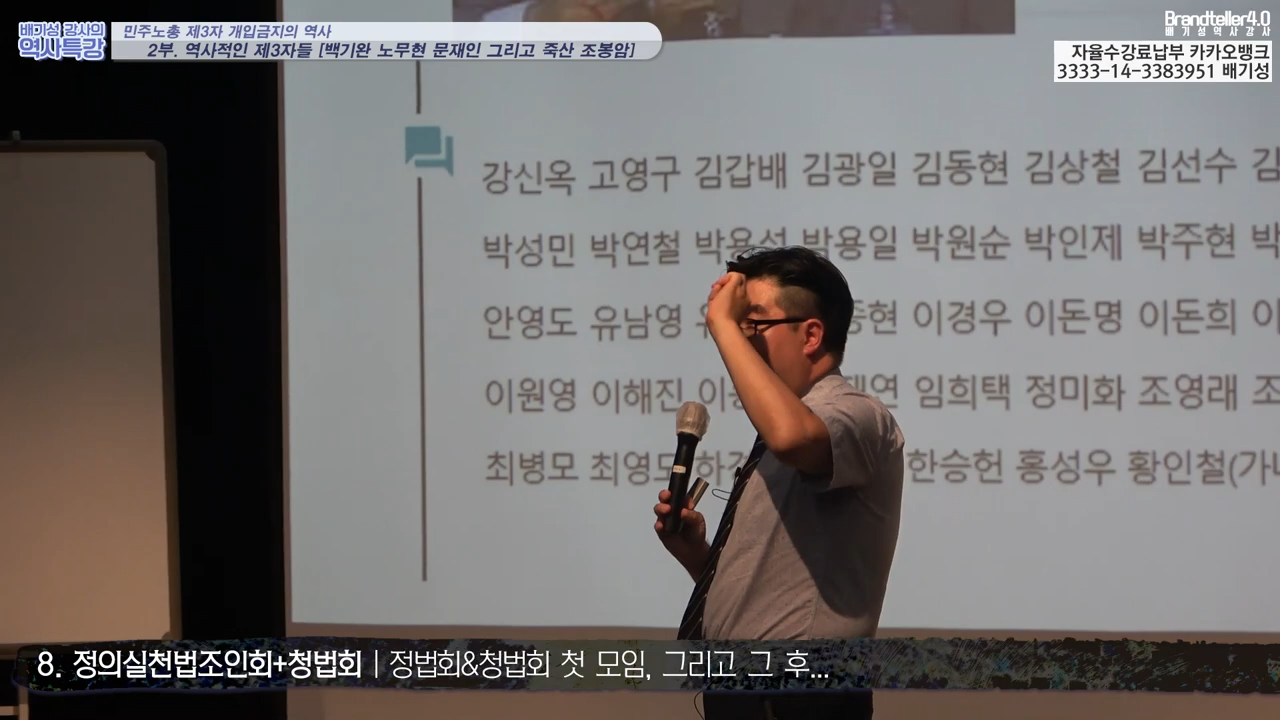 배기성 강사의
역사특강
민주노총 제3자 개입금지의 역사
2부. 역사적인 제3자들 [백기완 노무현 문재인 그리고 죽산 조봉암]
Brandteller4.0
배기성역사강사
자율수강료납부 카카오뱅크
3333-14-3383951 배기성
강신옥 고영구 김갑배 김광일 김동현 김상철 김선수 김
박성민 박연철 박용석 박용일 박원순 박인제 박주현 박
안영도 유남영 이경우 이돈명 이돈희 이
이원영 이해진 임희택 정미화 조영래 조
최병모 최영도 한승헌 홍성우 황인철(가나
8. 정의실천법조인회+청법회 | 정법회&청법회 첫 모임, 그리고 그 후...